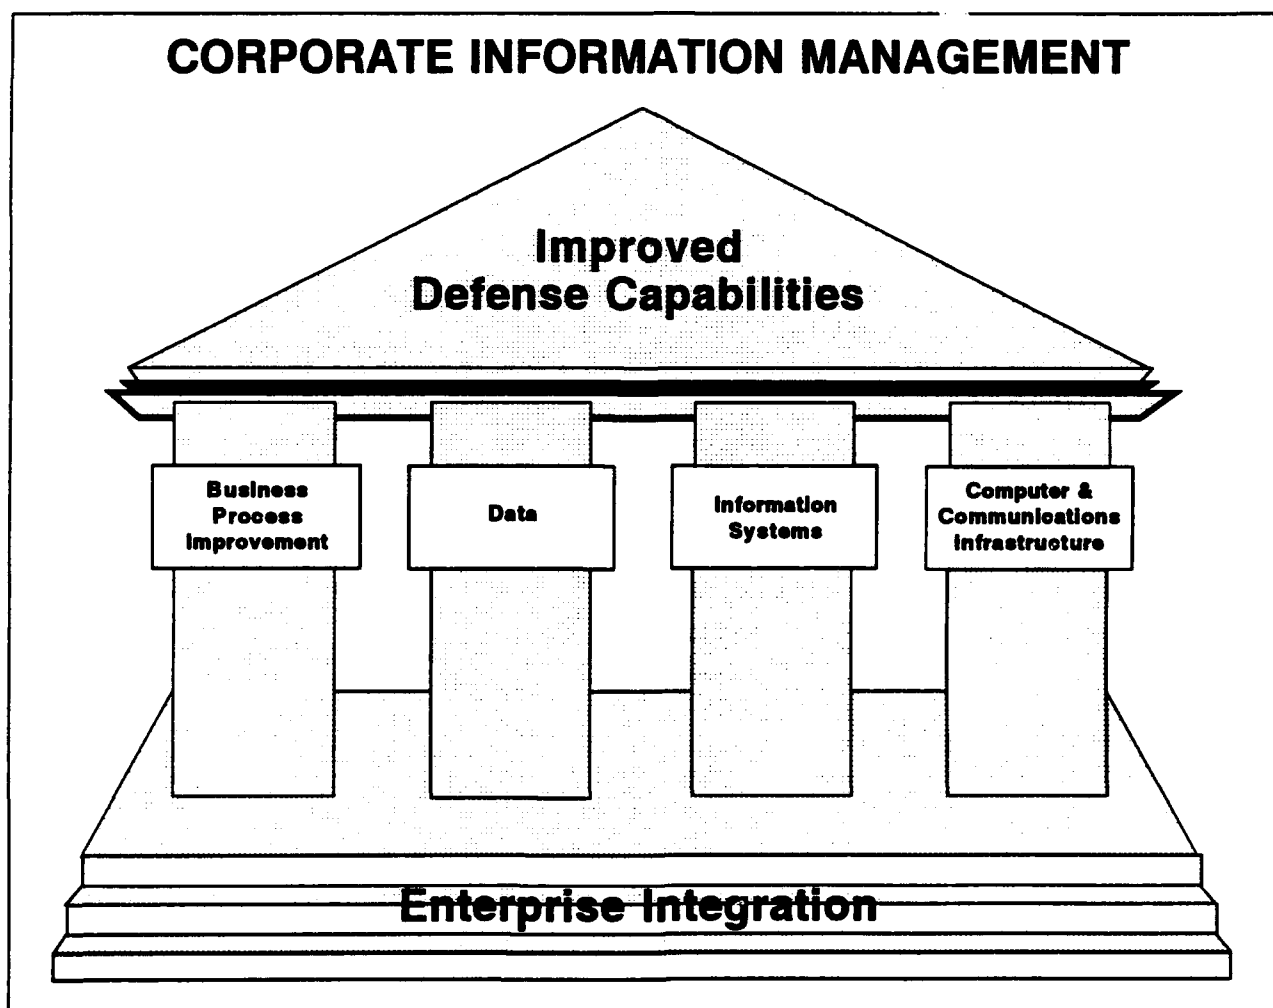 CORPORATE INFORMATION MANAGEMENT
Improved
Defense Capabilities
Business
Process
Improvement
Data
Information
Systems
Computer &
Communications
Infrastructure
Enterprise Integration